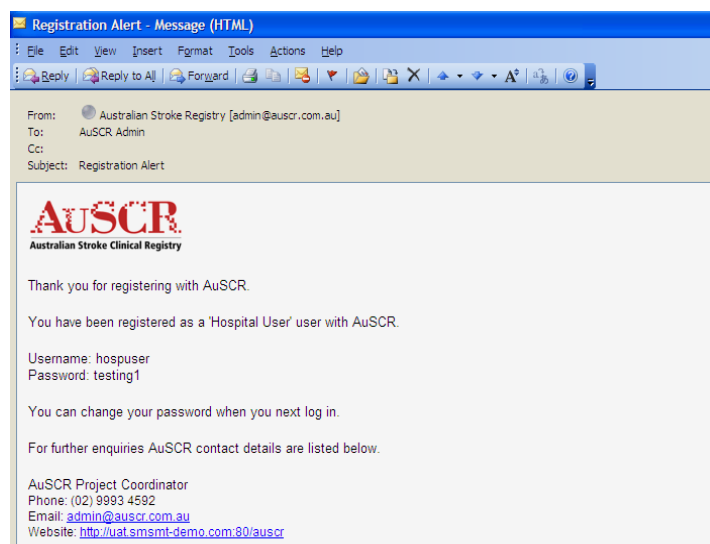 Registration Alert - Message (HTML)
File Edit View Insert Format Tools Actions Help
Reply Reply to All Forward
From: Australian Stroke Registry [admin@auscr.com.au]
To: AuSCR Admin
Cc:
Subject: Registration Alert
AUSCR
Australian Stroke Clinical Registry
Thank you for registering with AuSCR.
You have been registered as a 'Hospital User' user with AuSCR.
Username: hospuser
Password: testing1
You can change your password when you next log in.
For further enquiries AuSCR contact details are listed below.
AuSCR Project Coordinator
Phone: (02) 9993 4592
Email: admin@auscr.com.au
Website: http://uat.smsmt-demo.com:80/auscr